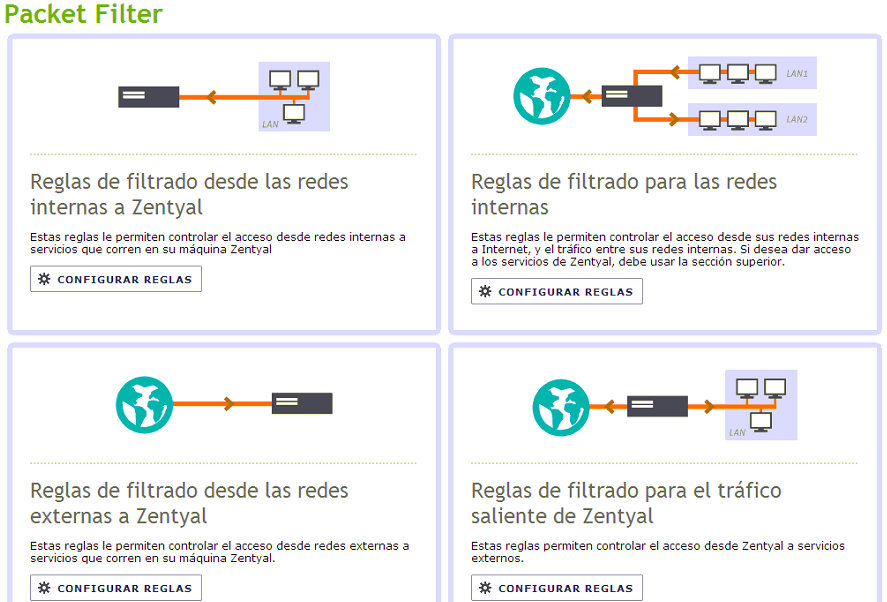 Packet Filter
LAN
Reglas de filtrado desde las redes
internas a Zentyal
Estas reglas le permiten controlar el acceso desde redes internas a
servicios que corren en su máquina Zentyal
CONFIGURAR REGLAS
LAN1
LAN2
Reglas de filtrado para las redes
internas
Estas reglas le permiten controlar el acceso desde sus redes internas
a Internet, y el tráfico entre sus redes internas. Si desea dar acceso
a los servicios de Zentyal, debe usar la sección superior.
CONFIGURAR REGLAS
Reglas de filtrado desde las redes
externas a Zentyal
Estas reglas le permiten controlar el acceso desde redes externas a
servicios que corren en su máquina Zentyal.
CONFIGURAR REGLAS
LAN
Reglas de filtrado para el tráfico
saliente de Zentyal
Estas reglas permiten controlar el acceso desde Zentyal a servicios
externos.
CONFIGURAR REGLAS